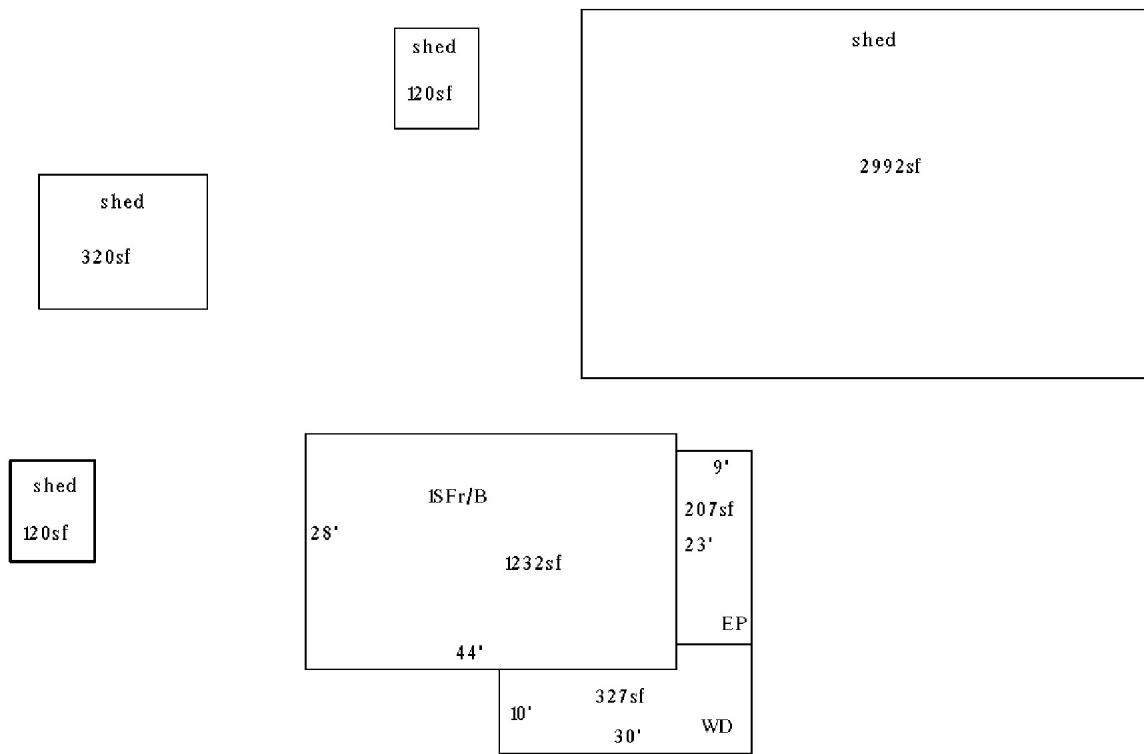 shed
120sf
shed
2992sf
shed
320sf
shed
120sf
1SFr/B
28'
1232sf
44'
9'
207sf
23'
EP
327sf
10'
WD
30'